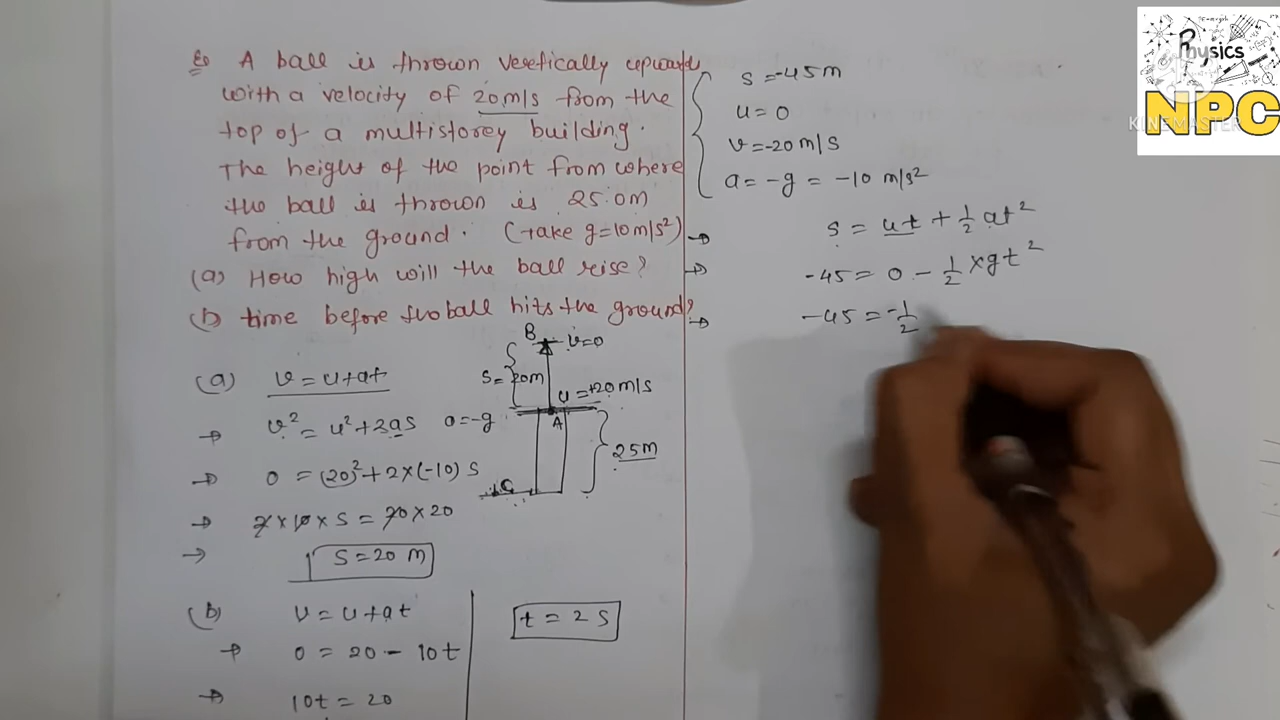 Ex A ball is thrown vertically upwards
with a velocity of 20m/s from the
top of a multistorey building.
The height of the point from where
the ball is thrown is 25.0m
from the ground. (Take g=10m/s²)
(a) How high will the ball rise?
(b) time before the ball hits the ground?
(a) v=u+at
→ v² = u²+2as a=-g
→ 0 = (20)²+2×(-10) s
→ 2×10×s = 20×20
→ s=20 m
(b) v=u+at
→ 0 = 20 - 10t
→ 10t = 20
t = 2 s
B v=0
s=20m
u=+20m/s
A
25m
C
s=-45m
u=0
v=-20m/s
a=-g = -10 m/s²
→ s = ut + 1/2 at²
→ -45= 0 - 1/2 ×gt²
→ -45 = -1/2
Physics
NPC
KINEMASTER